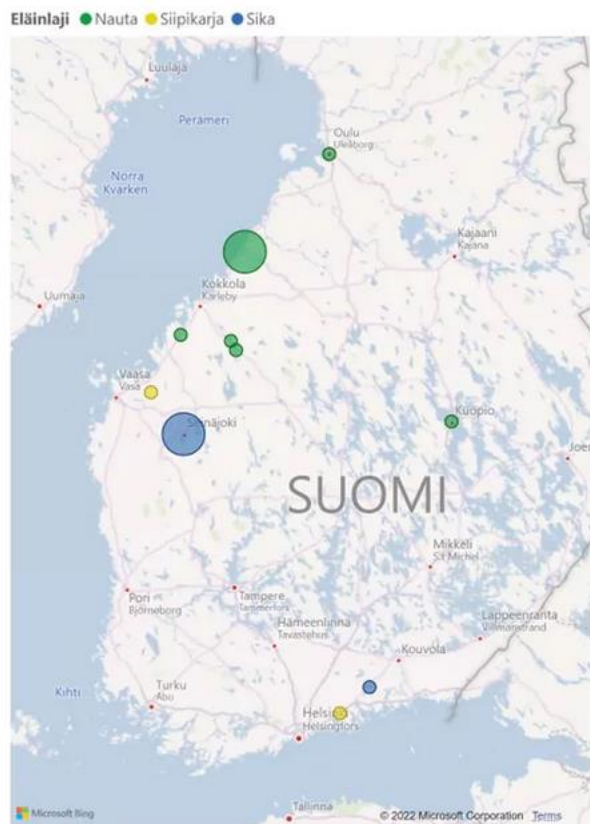 Eläinlaji Nauta Siipikarja Sika
Luulaja
Perämeri
Oulu
Uleåborg
Norra
Kvarken
Kajaani
Kajana
Uumaja
Kokkola
Karleby
Vaasa
Vasa
Seinäjoki
Kuopio
Joen
SUOMI
Mikkeli
S:t Michel
Pori
Björneborg
Tampere
Tammerfors
Hämeenlinna
Tavastehus
Lappeenranta
Villmanstrand
Kouvola
Kihti
Turku
Åbo
Helsin
Helsingfors
Tallinna
Microsoft Bing
© 2022 Microsoft Corporation Terms